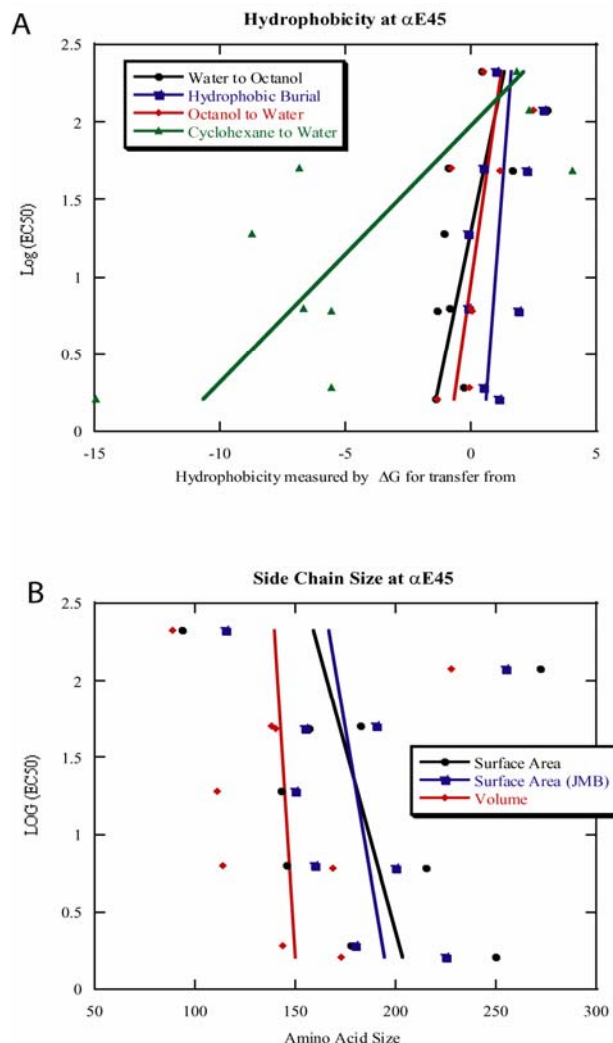 A
Hydrophobicity at αE45
2.5
2
1.5
1
0.5
0
Log (EC50)
Water to Octanol
Hydrophobic Burial
Octanol to Water
Cyclohexane to Water
-15
-10
-5
0
5
Hydrophobicity measured by ΔG for transfer from
B
Side Chain Size at αE45
2.5
2
1.5
1
0.5
0
LOG (EC50)
Surface Area
Surface Area (JMB)
Volume
50
100
150
200
250
300
Amino Acid Size